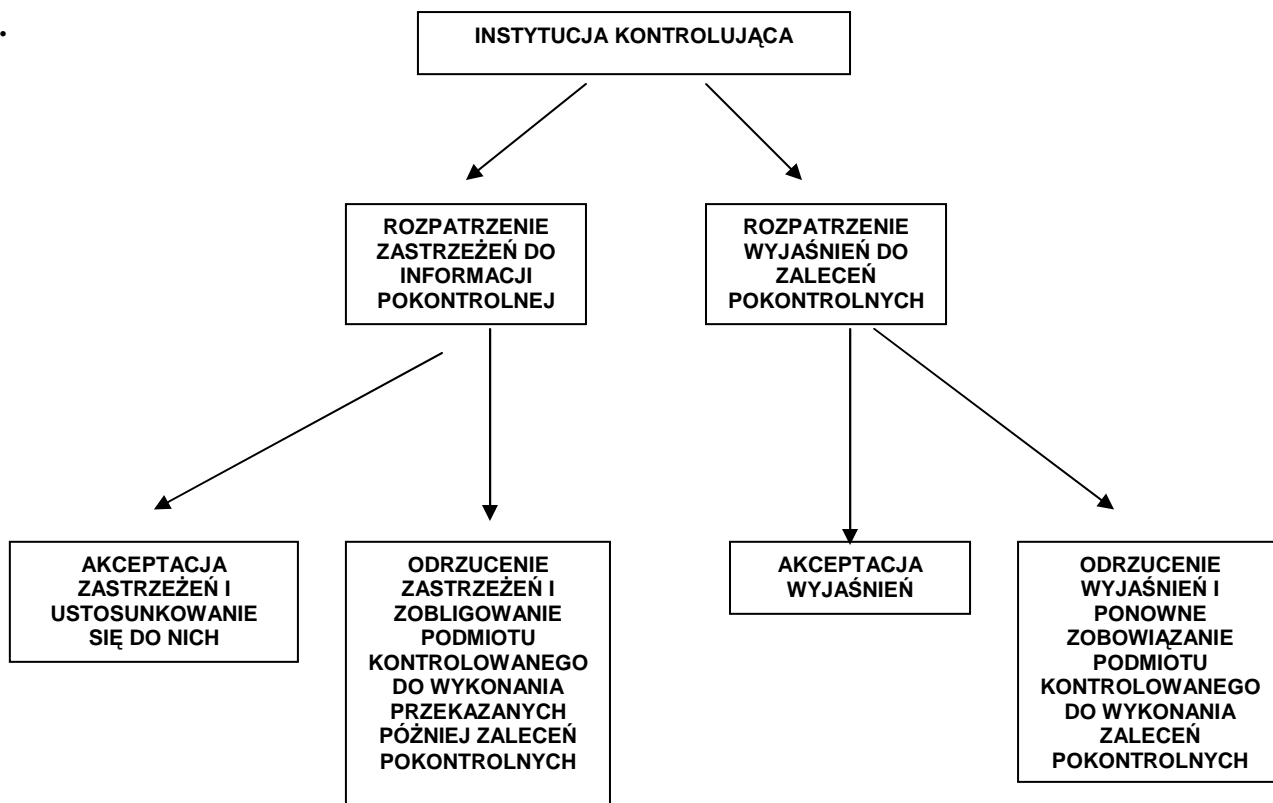 •
INSTYTUCJA KONTROLUJĄCA
ROZPATRZENIE
ZASTRZEŻEŃ DO
INFORMACJI
POKONTROLNEJ
ROZPATRZENIE
WYJAŚNIEŃ DO
ZALECEŃ
POKONTROLNYCH
AKCEPTACJA
ZASTRZEŻEŃ I
USTOSUNKOWANIE
SIĘ DO NICH
ODRZUCENIE
ZASTRZEŻEŃ I
ZOBLIGOWANIE
PODMIOTU
KONTROLOWANEGO
DO WYKONANIA
PRZEKAZANYCH
PÓŻNIEJ ZALECEŃ
POKONTROLNYCH
AKCEPTACJA
WYJAŚNIEŃ
ODRZUCENIE
WYJAŚNIEŃ I
PONOWNE
ZOBOWIĄZANIE
PODMIOTU
KONTROLOWANEGO
DO WYKONANIA
ZALECEŃ
POKONTROLNYCH